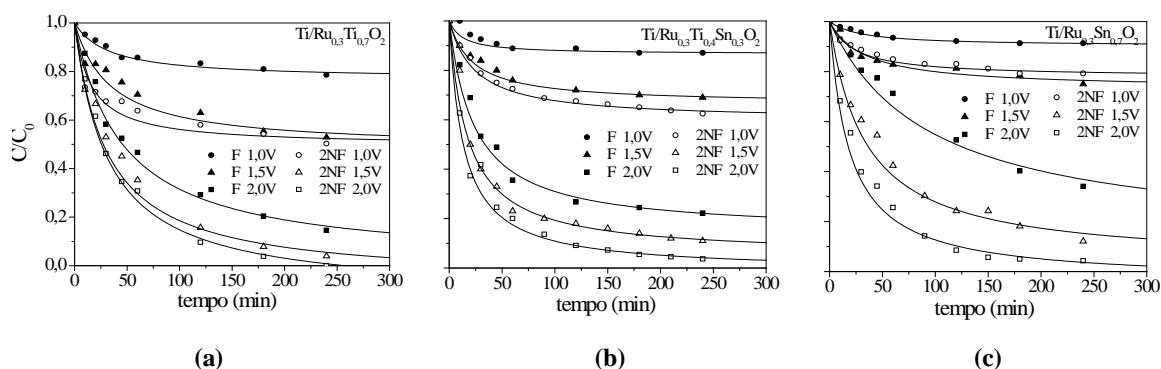 Ti/Ru0,3Ti0,7O2
1,0
0,8
0,6
0,4
0,2
0,0
C/C0
F 1,0V 2NF 1,0V
F 1,5V 2NF 1,5V
F 2,0V 2NF 2,0V
0 50 100 150 200 250 300
tempo (min)
(a)
Ti/Ru0,3Ti0,4Sn0,3O2
F 1,0V 2NF 1,0V
F 1,5V 2NF 1,5V
F 2,0V 2NF 2,0V
0 50 100 150 200 250 300
tempo (min)
(b)
Ti/Ru0,3Sn0,7O2
F 1,0V 2NF 1,0V
F 1,5V 2NF 1,5V
F 2,0V 2NF 2,0V
0 50 100 150 200 250 300
tempo (min)
(c)